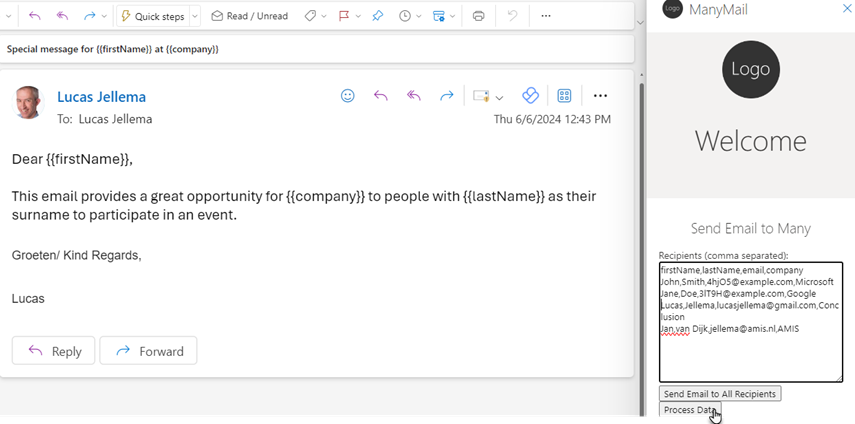 Quick steps
Read / Unread
Logo
ManyMail
Special message for {{firstName}} at {{company}}
Lucas Jellema
To: Lucas Jellema
Thu 6/6/2024 12:43 PM
Dear {{firstName}},
This email provides a great opportunity for {{company}} to people with {{lastName}} as their
surname to participate in an event.
Groeten/ Kind Regards,
Lucas
Reply
Forward
Logo
Welcome
Send Email to Many
Recipients (comma separated):
firstName,lastName,email,company
John,Smith,4hjO5@example.com,Microsoft
Jane,Doe,3lT9H@example.com,Google
Lucas,Jellema,lucasjellema@gmail.com,Conc
lusion
Jan,van Dijk,jellema@amis.nl,AMIS
Send Email to All Recipients
Process Data